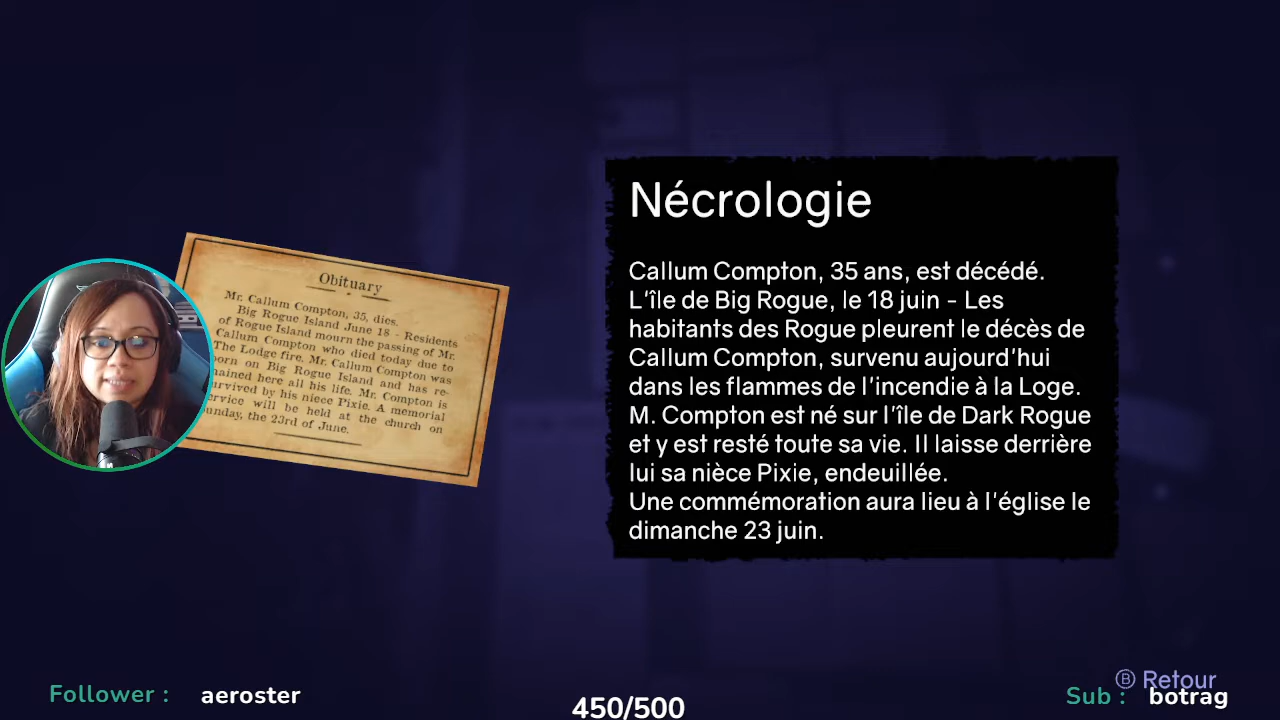 Obituary
Mr. Callum Compton, 35, dies.
Big Rogue Island June 18 - Residents
of Rogue Island mourn the passing of Mr.
Callum Compton who died today due to
The Lodge fire. Mr. Callum Compton was
born on Big Rogue Island and has re-
mained here all his life. Mr. Compton is
survived by his niece Pixie. A memorial
service will be held at the church on
Sunday, the 23rd of June.
Nécrologie
Callum Compton, 35 ans, est décédé.
L'île de Big Rogue, le 18 juin - Les
habitants des Rogue pleurent le décès de
Callum Compton, survenu aujourd'hui
dans les flammes de l'incendie à la Loge.
M. Compton est né sur l'île de Dark Rogue
et y est resté toute sa vie. Il laisse derrière
lui sa nièce Pixie, endeuillée.
Une commémoration aura lieu à l'église le
dimanche 23 juin.
B Retour
Follower : aeroster
450/500
Sub : botrag